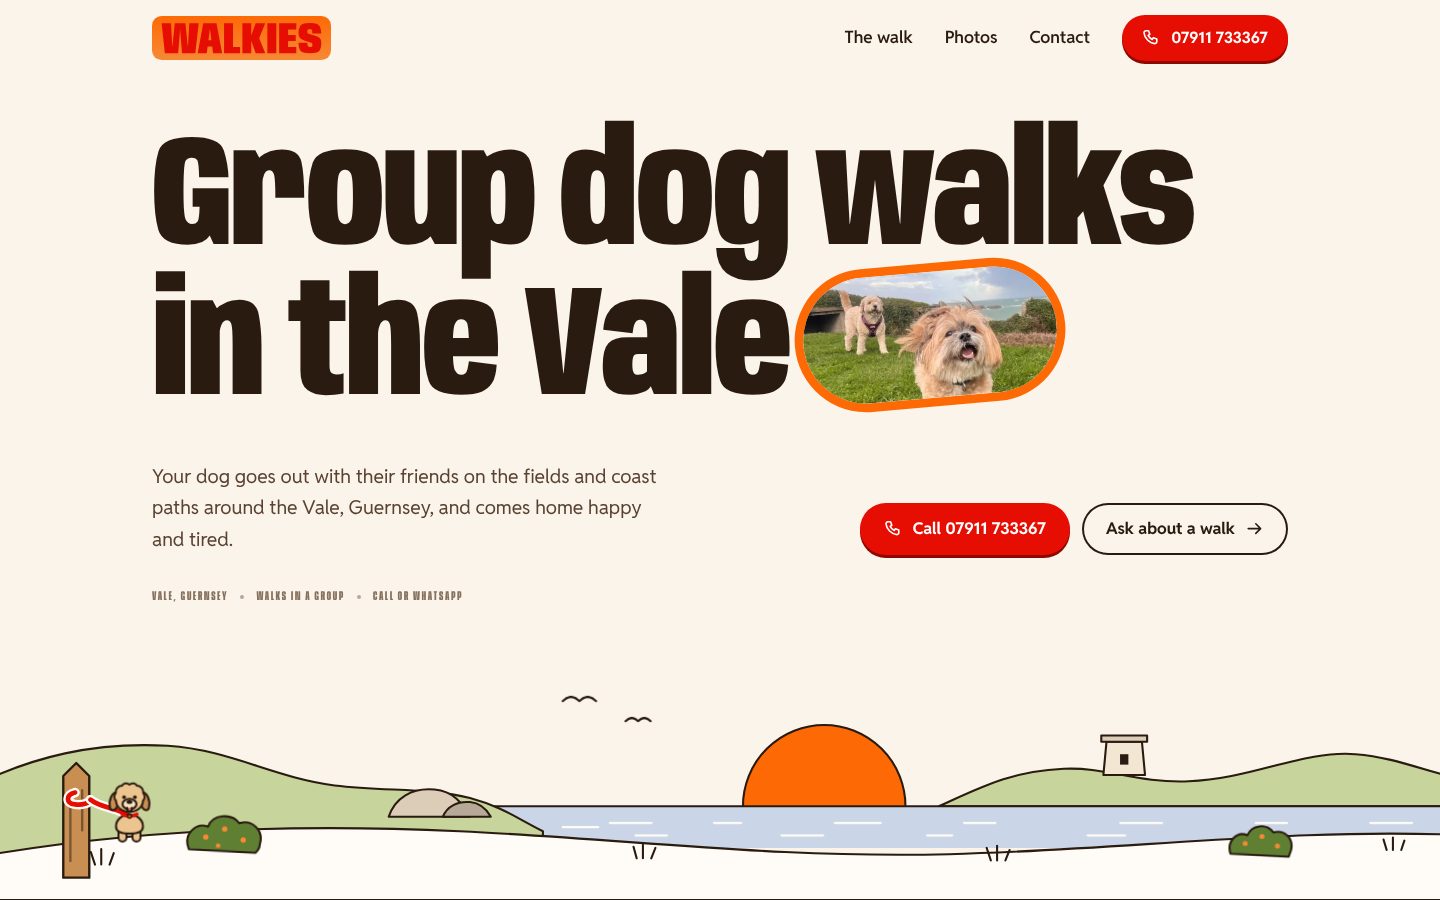 WALKIES
The walk
Photos
Contact
07911 733367
Group dog walks
in the Vale
Your dog goes out with their friends on the fields and coast
paths around the Vale, Guernsey, and comes home happy
and tired.
Call 07911 733367
Ask about a walk →
VALE, GUERNSEY • WALKS IN A GROUP • CALL OR WHATSAPP